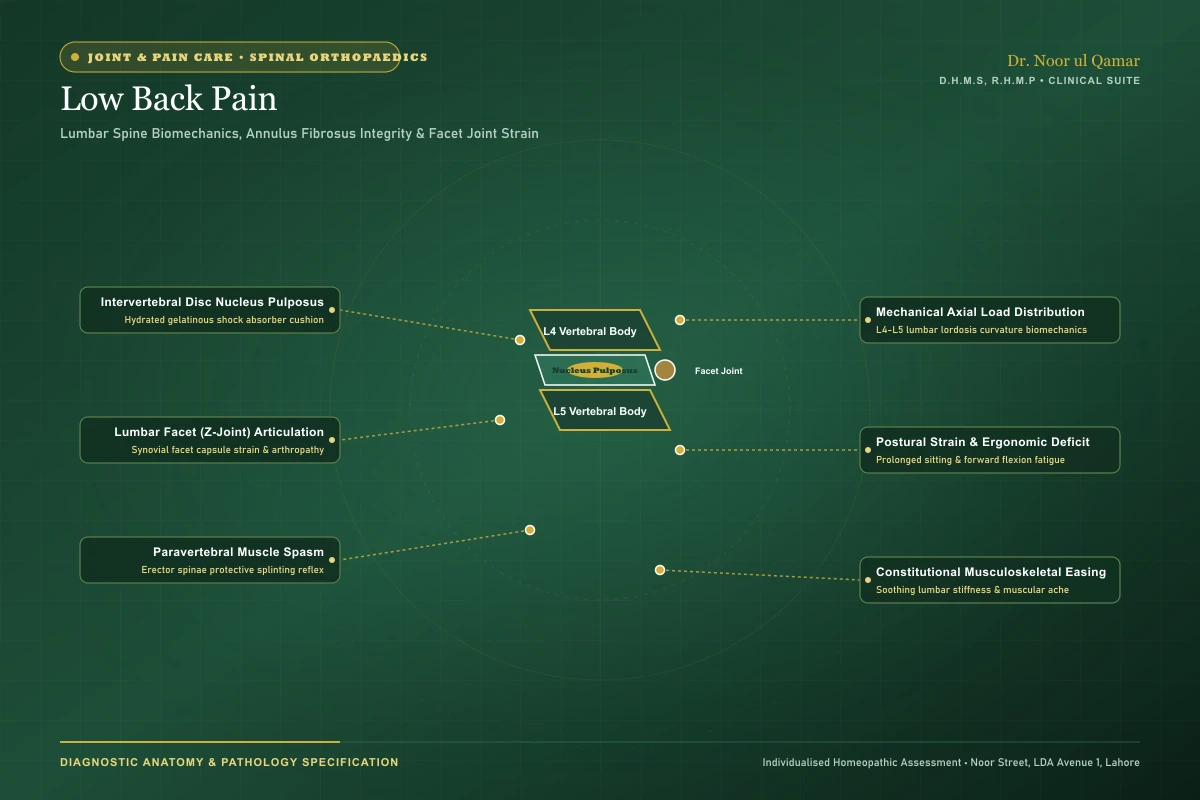 JOINT & PAIN CARE • SPINAL ORTHOPAEDICS
Low Back Pain
Lumbar Spine Biomechanics, Annulus Fibrosus Integrity & Facet Joint Strain
Dr. Noor ul Qamar
D.H.M.S, R.H.M.P • CLINICAL SUITE
Intervertebral Disc Nucleus Pulposus
Hydrated gelatinous shock absorber cushion
Lumbar Facet (Z-Joint) Articulation
Synovial facet capsule strain & arthropathy
Paravertebral Muscle Spasm
Erector spinae protective splinting reflex
L4 Vertebral Body
Nucleus Pulposus
Facet Joint
L5 Vertebral Body
Mechanical Axial Load Distribution
L4-L5 lumbar lordosis curvature biomechanics
Postural Strain & Ergonomic Deficit
Prolonged sitting & forward flexion fatigue
Constitutional Musculoskeletal Easing
Soothing lumbar stiffness & muscular ache
DIAGNOSTIC ANATOMY & PATHOLOGY SPECIFICATION
Individualised Homeopathic Assessment • Noor Street, LDA Avenue 1, Lahore